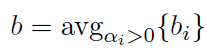 b = avg_{α_i>0}{b_i}